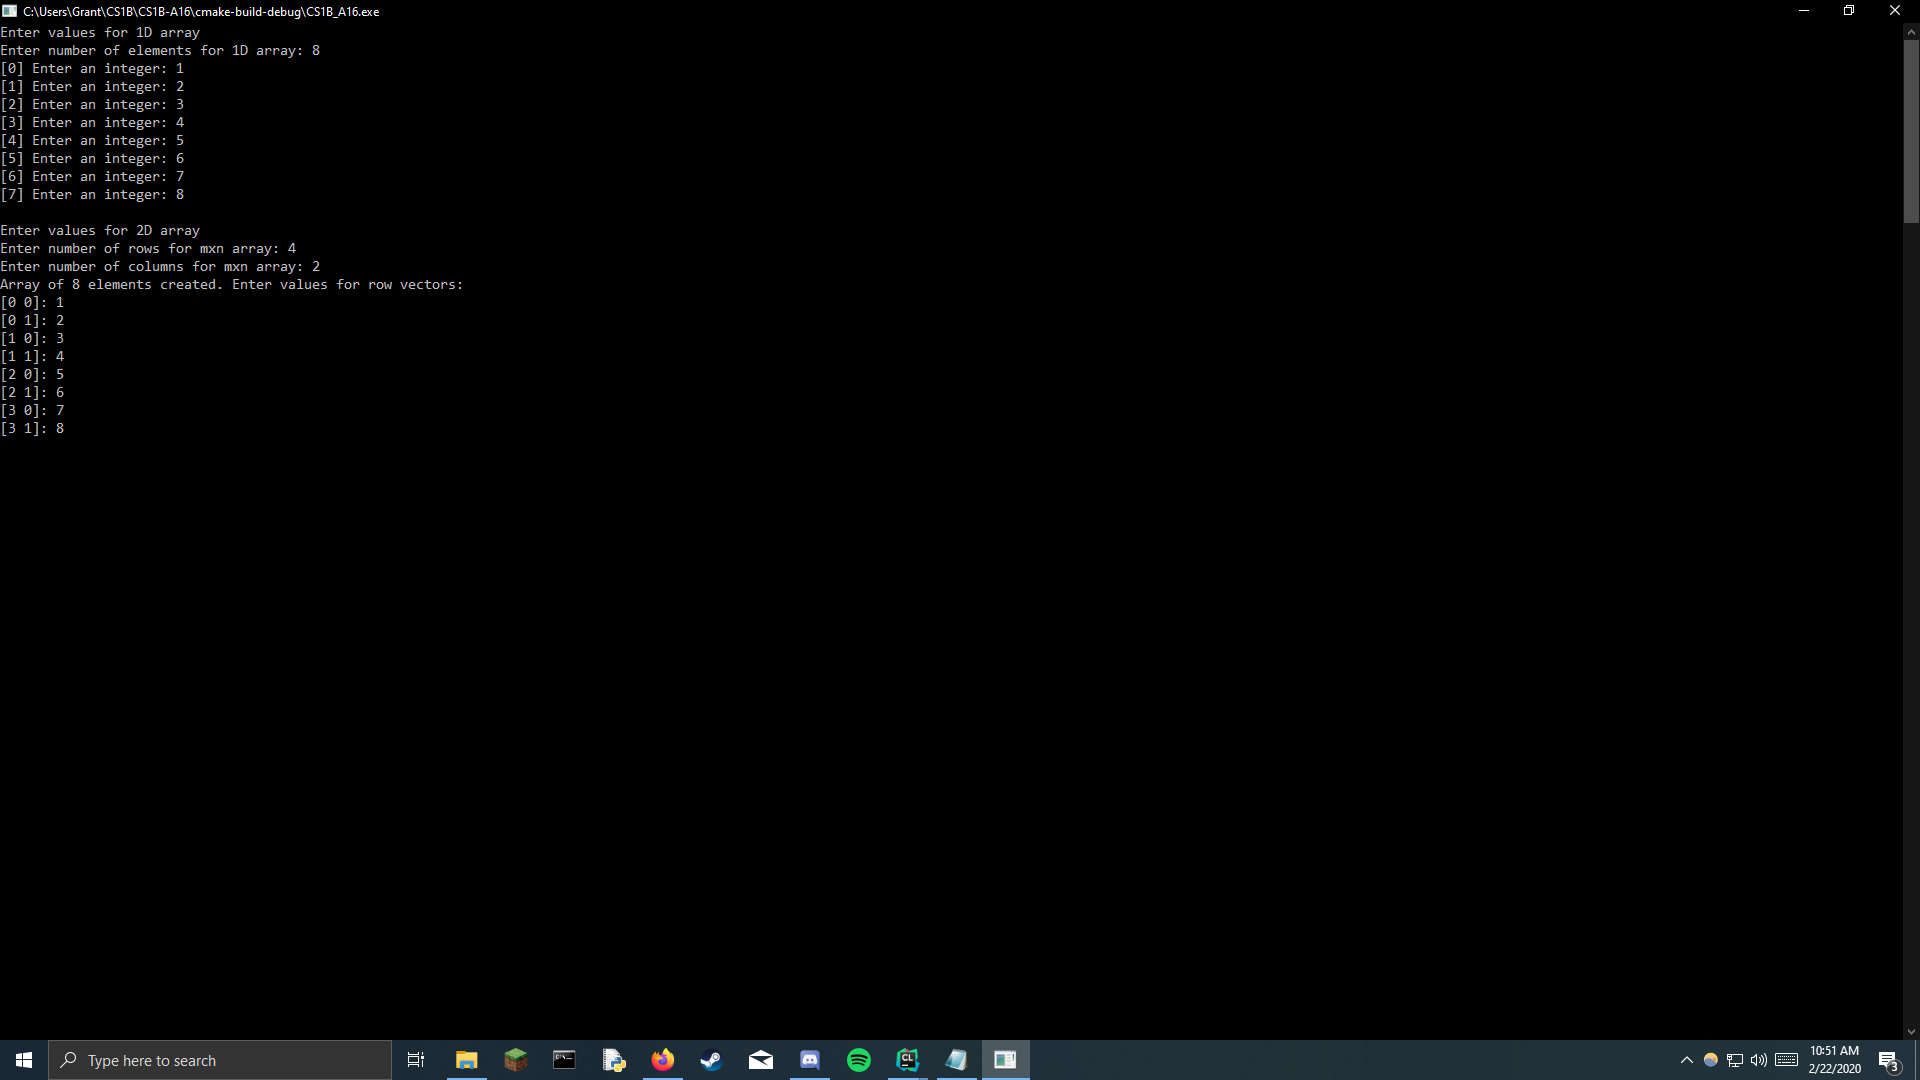 C:\Users\Grant\CS1B\CS1B-A16\cmake-build-debug\CS1B_A16.exe
Enter values for 1D array
Enter number of elements for 1D array: 8
[0] Enter an integer: 1
[1] Enter an integer: 2
[2] Enter an integer: 3
[3] Enter an integer: 4
[4] Enter an integer: 5
[5] Enter an integer: 6
[6] Enter an integer: 7
[7] Enter an integer: 8
Enter values for 2D array
Enter number of rows for mxn array: 4
Enter number of columns for mxn array: 2
Array of 8 elements created. Enter values for row vectors:
[0 0]: 1
[0 1]: 2
[1 0]: 3
[1 1]: 4
[2 0]: 5
[2 1]: 6
[3 0]: 7
[3 1]: 8
Type here to search
CL
10:51 AM
2/22/2020
3